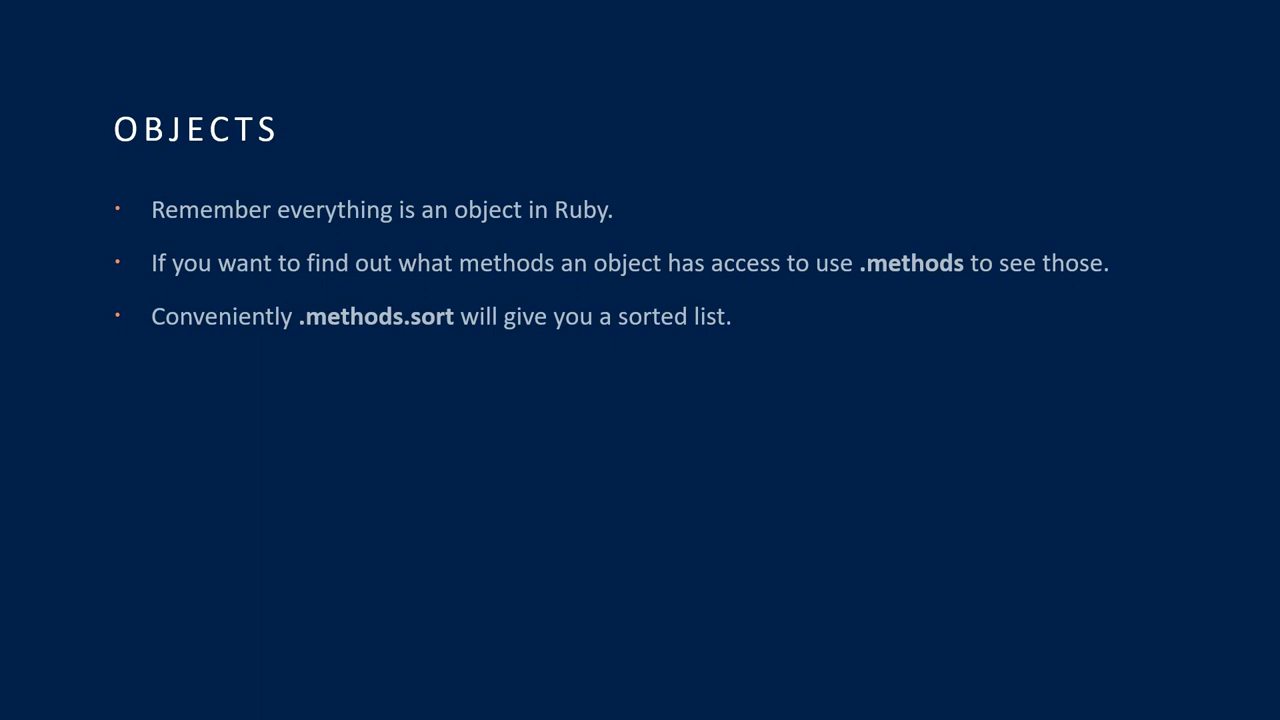 OBJECTS
• Remember everything is an object in Ruby.
• If you want to find out what methods an object has access to use .methods to see those.
• Conveniently .methods.sort will give you a sorted list.